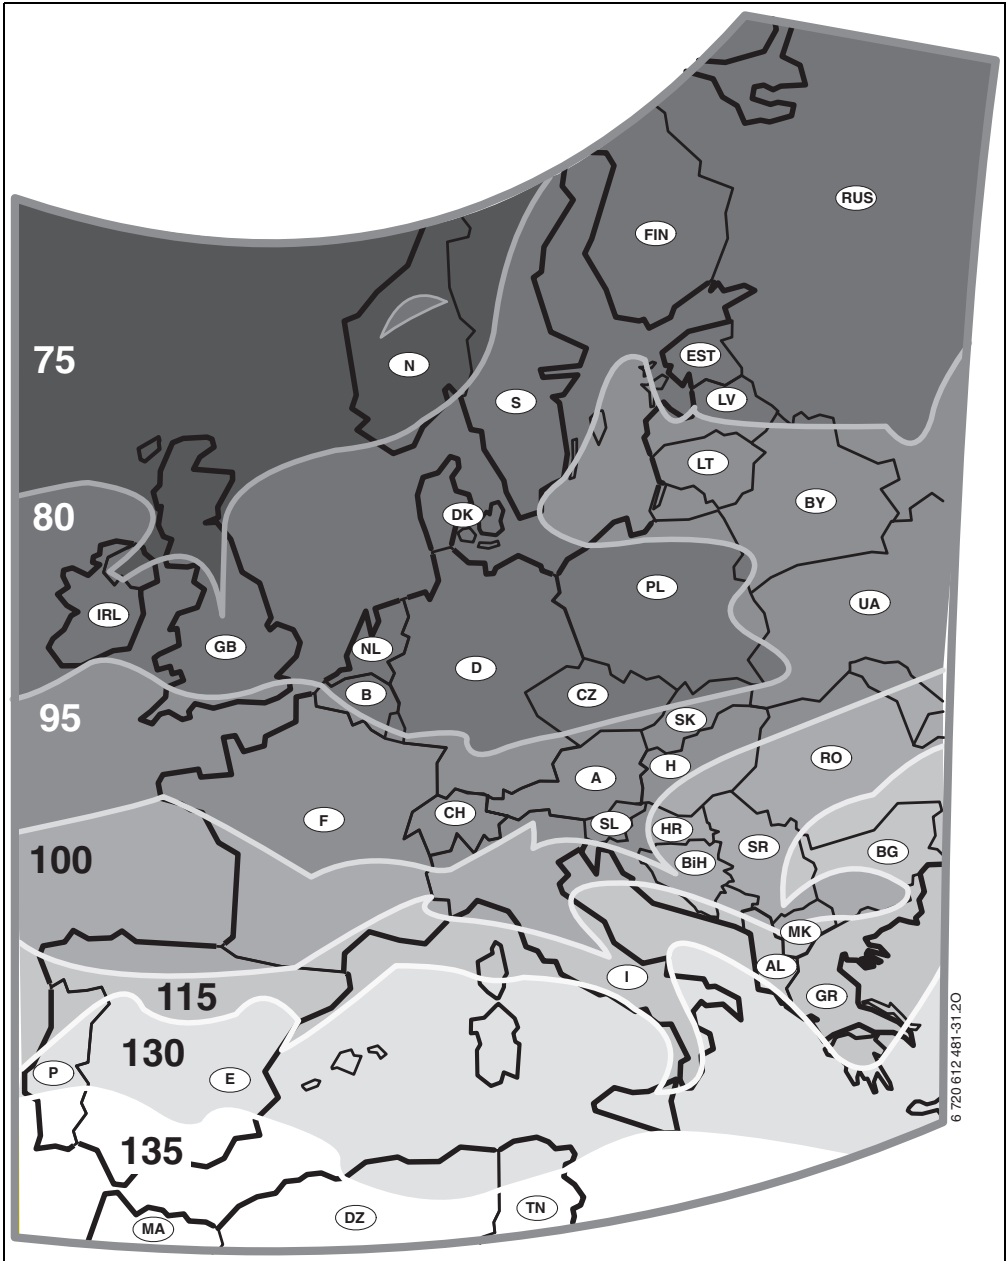 RUS
FIN
75
EST
N
LV
S
LT
80
BY
DK
PL
UA
IRL
GB
NL
D
B
CZ
95
SK
RO
H
A
CH
F
SL
HR
SR
BG
100
BiH
MK
AL
I
115
GR
130
P
E
6 720 612 481-31.2O
135
TN
DZ
MA